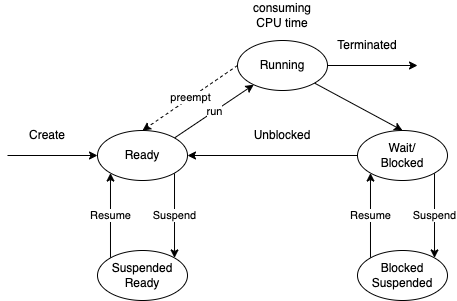 consuming
CPU time
Terminated
Running
preempt
run
Create
Unblocked
Ready
Wait/
Blocked
Resume
Suspend
Resume
Suspend
Suspended
Ready
Blocked
Suspended